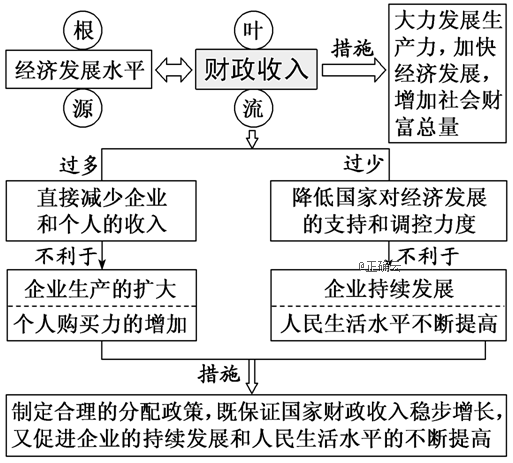 根
叶
经济发展水平
财政收入
措施
大力发展生
产力，加快
经济发展，
增加社会财
富总量
源
流
过多
过少
直接减少企业
和个人的收入
降低国家对经济发展
的支持和调控力度
不利于
不利于
@正确云
企业生产的扩大
个人购买力的增加
企业持续发展
人民生活水平不断提高
措施
制定合理的分配政策，既保证国家财政收入稳步增长，
又促进企业的持续发展和人民生活水平的不断提高